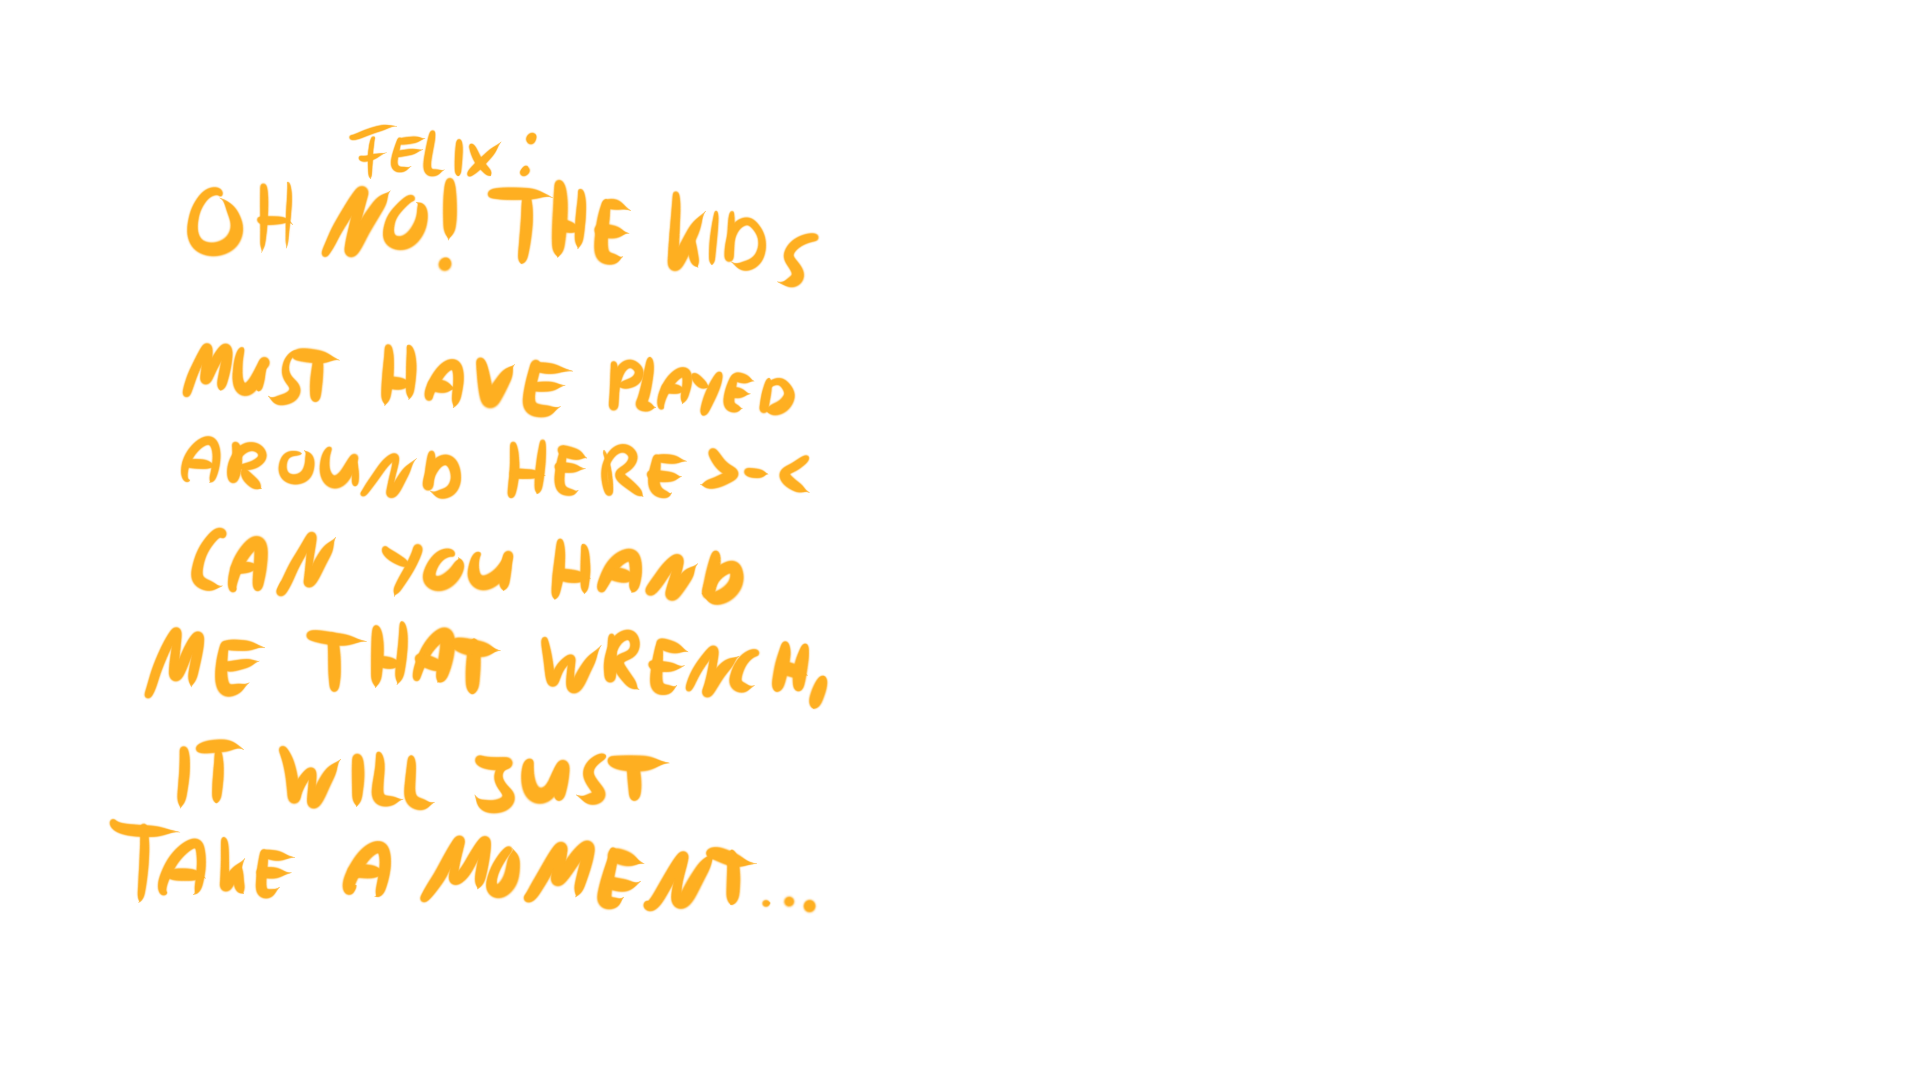 FELIX:
OH NO! THE KIDS
MUST HAVE PLAYED
AROUND HERE >-<
CAN YOU HAND
ME THAT WRENCH,
IT WILL JUST
TAKE A MOMENT...